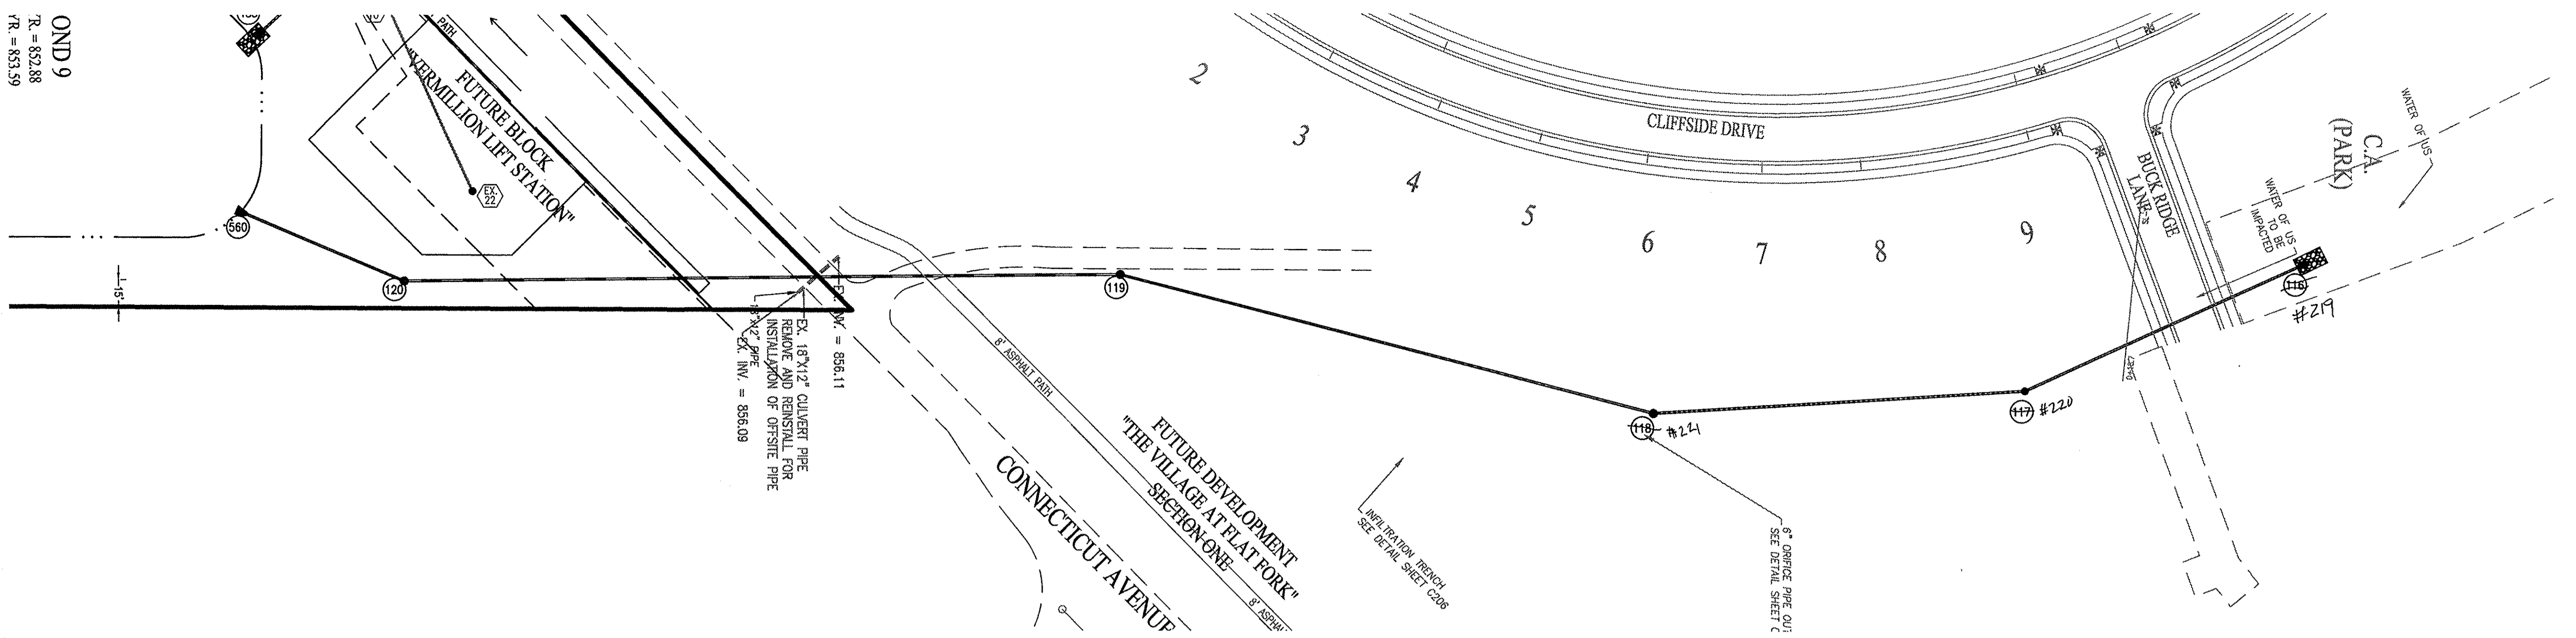 OND 9
TR. = 852.88
YR. = 853.59
560
120
15'
PATH
FUTURE BLOCK
"VERMILLION LIFT STATION"
EX.
22
EX. INV. = 856.11
EX. 18"X12" CULVERT PIPE
REMOVE AND REINSTALL FOR
INSTALLATION OF OFFSITE PIPE
18"X12" PIPE
EX. INV. = 856.09
119
8' ASPHALT PATH
CONNECTICUT AVENUE
FUTURE DEVELOPMENT
"THE VILLAGE AT FLAT FORK"
SECTION ONE
8' ASPHAL
INFILTRATION TRENCH
SEE DETAIL SHEET C206
2
3
4
5
6
7
8
9
CLIFFSIDE DRIVE
118
#221
6" ORIFICE PIPE OUT
SEE DETAIL SHEET C
117
#220
BUCK RIDGE
LANE
WATER OF US
TO BE
IMPACTED
116
#219
C.A.
(PARK)
WATER OF US